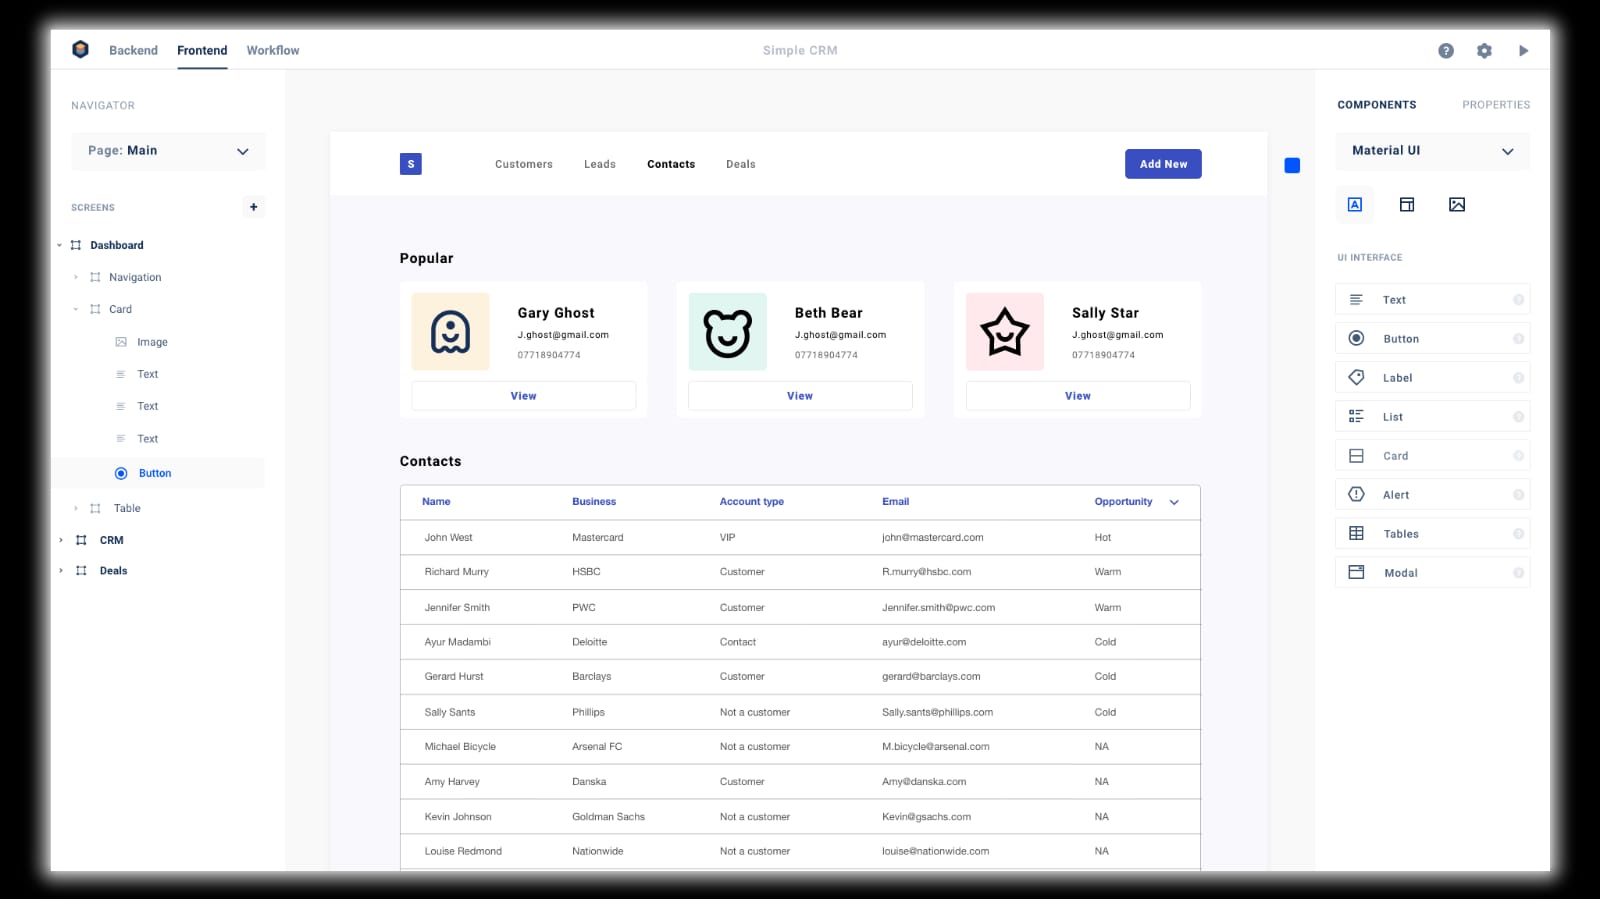 Backend Frontend Workflow Simple CRM
NAVIGATOR
Page: Main
SCREENS +
Dashboard
Navigation
Card
Image
Text
Text
Text
Button
Table
CRM
Deals
S Customers Leads Contacts Deals Add New
Popular
Gary Ghost
J.ghost@gmail.com
07718904774
View
Beth Bear
J.ghost@gmail.com
07718904774
View
Sally Star
J.ghost@gmail.com
07718904774
View
Contacts
Name Business Account type Email Opportunity
John West Mastercard VIP john@mastercard.com Hot
Richard Murry HSBC Customer R.murry@hsbc.com Warm
Jennifer Smith PWC Customer Jennifer.smith@pwc.com Warm
Ayur Madambi Deloitte Contact ayur@deloitte.com Cold
Gerard Hurst Barclays Customer gerard@barclays.com Cold
Sally Sants Phillips Not a customer Sally.sants@phillips.com Cold
Michael Bicycle Arsenal FC Not a customer M.bicycle@arsenal.com NA
Amy Harvey Danska Customer Amy@danska.com NA
Kevin Johnson Goldman Sachs Not a customer Kevin@gsachs.com NA
Louise Redmond Nationwide Not a customer louise@nationwide.com NA
COMPONENTS PROPERTIES
Material UI
A
UI INTERFACE
Text ?
Button ?
Label ?
List ?
Card ?
Alert ?
Tables ?
Modal ?